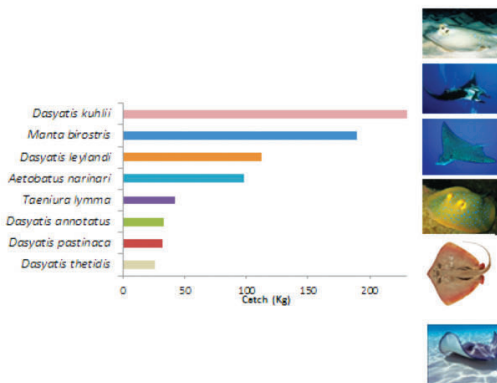 Dasyatis kuhlii
Manta birostris
Dasyatis leylandi
Aetobatus narinari
Taeniura lymma
Dasyatis annotatus
Dasyatis pastinaca
Dasyatis thetidis
0 50 100 150 200
Catch (Kg)